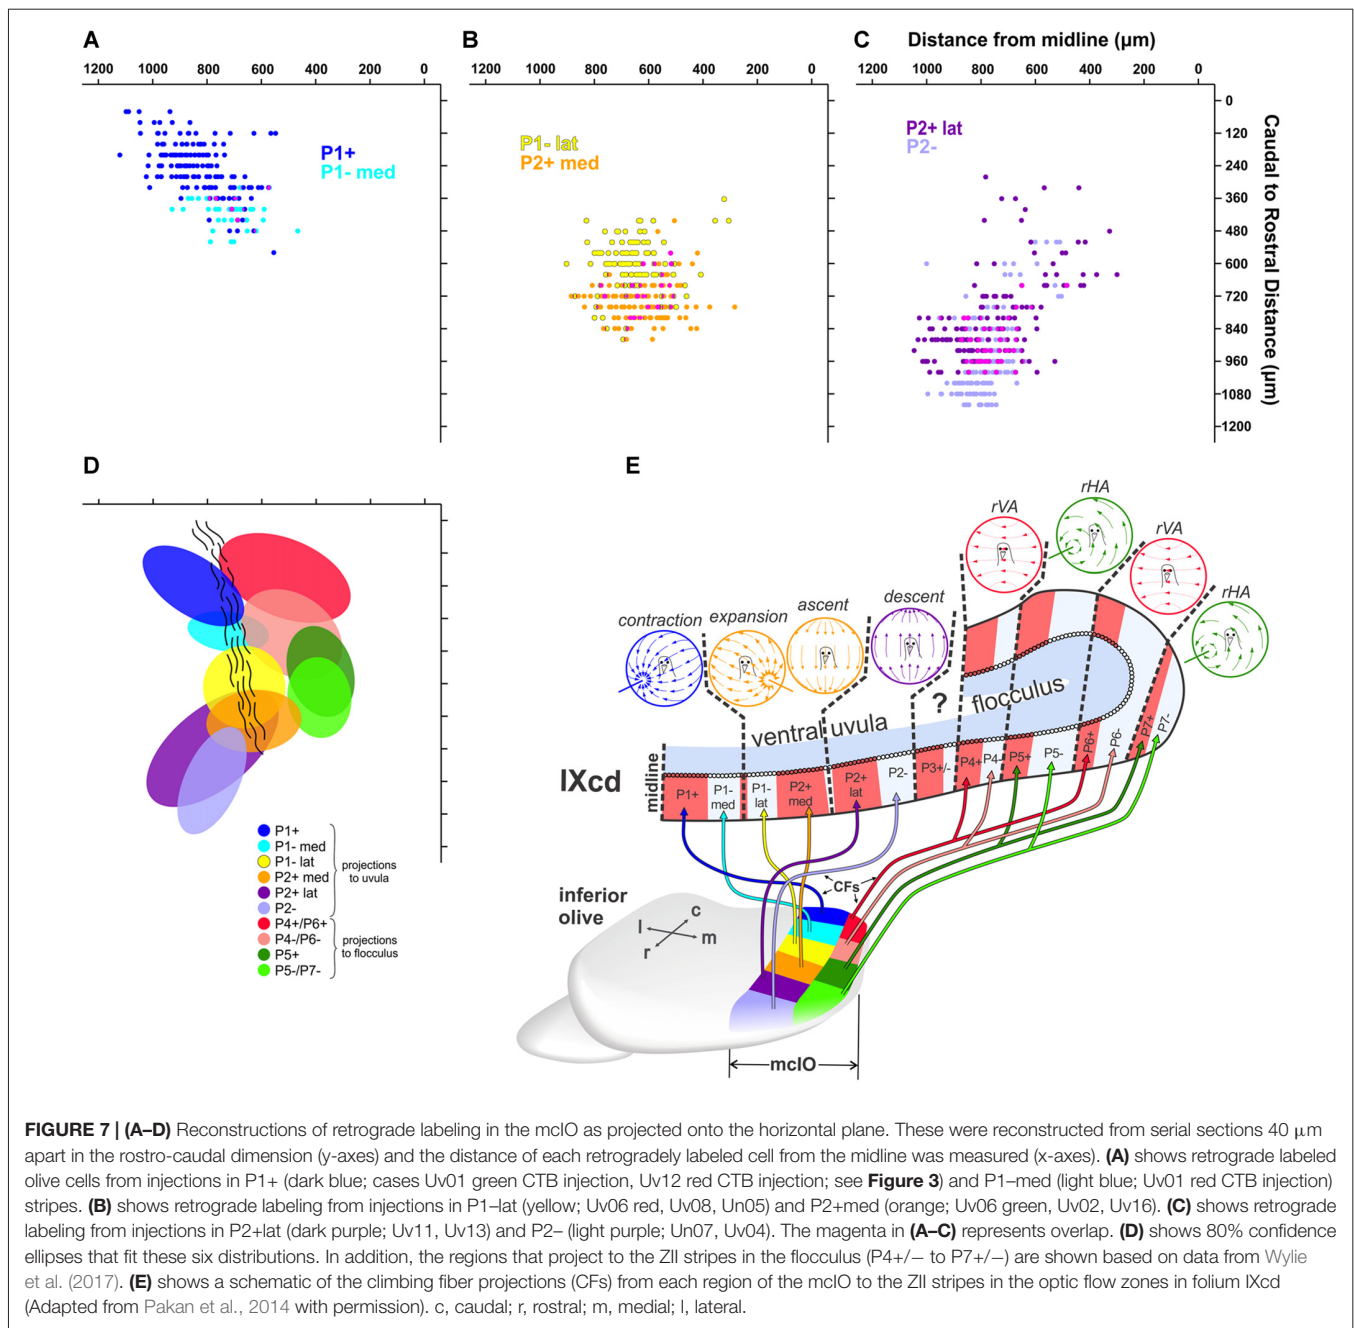 A
B
C
Distance from midline (µm)
1200 1000 800 600 400 200 0
1200 1000 800 600 400 200 0
1200 1000 800 600 400 200 0
P1+
P1- med
P1- lat
P2+ med
P2+ lat
P2-
0
120
240
360
480
600
720
840
960
1080
1200
Caudal to Rostral Distance (µm)
D
P1+
P1- med
P1- lat
P2+ med
P2+ lat
P2-
projections
to uvula
P4+/P6+
P4-/P6-
P5+
P5-/P7-
projections
to flocculus
E
contraction
expansion
ascent
descent
rVA
rHA
rVA
rHA
?
ventral uvula
flocculus
IXcd
midline
P1+
P1-
med
P1-
lat
P2+
med
P2+
lat
P2-
P3+/-
P4+
P4-
P5+
P5-
P6+
P6-
P7+
P7-
CFs
inferior
olive
c
l
m
r
mcIO
FIGURE 7 | (A–D) Reconstructions of retrograde labeling in the mcIO as projected onto the horizontal plane. These were reconstructed from serial sections 40 µm
apart in the rostro-caudal dimension (y-axes) and the distance of each retrogradely labeled cell from the midline was measured (x-axes). (A) shows retrograde labeled
olive cells from injections in P1+ (dark blue; cases Uv01 green CTB injection, Uv12 red CTB injection; see Figure 3) and P1–med (light blue; Uv01 red CTB injection)
stripes. (B) shows retrograde labeling from injections in P1–lat (yellow; Uv06 red, Uv08, Un05) and P2+med (orange; Uv06 green, Uv02, Uv16). (C) shows retrograde
labeling from injections in P2+lat (dark purple; Uv11, Uv13) and P2– (light purple; Un07, Uv04). The magenta in (A–C) represents overlap. (D) shows 80% confidence
ellipses that fit these six distributions. In addition, the regions that project to the ZII stripes in the flocculus (P4+/− to P7+/−) are shown based on data from Wylie
et al. (2017). (E) shows a schematic of the climbing fiber projections (CFs) from each region of the mcIO to the ZII stripes in the optic flow zones in folium IXcd
(Adapted from Pakan et al., 2014 with permission). c, caudal; r, rostral; m, medial; l, lateral.